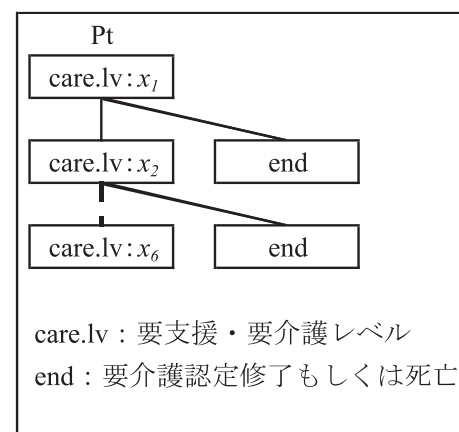 Pt
care.lv：x1
care.lv：x2
end
care.lv：x6
end
care.lv：要支援・要介護レベル
end：要介護認定修了もしくは死亡